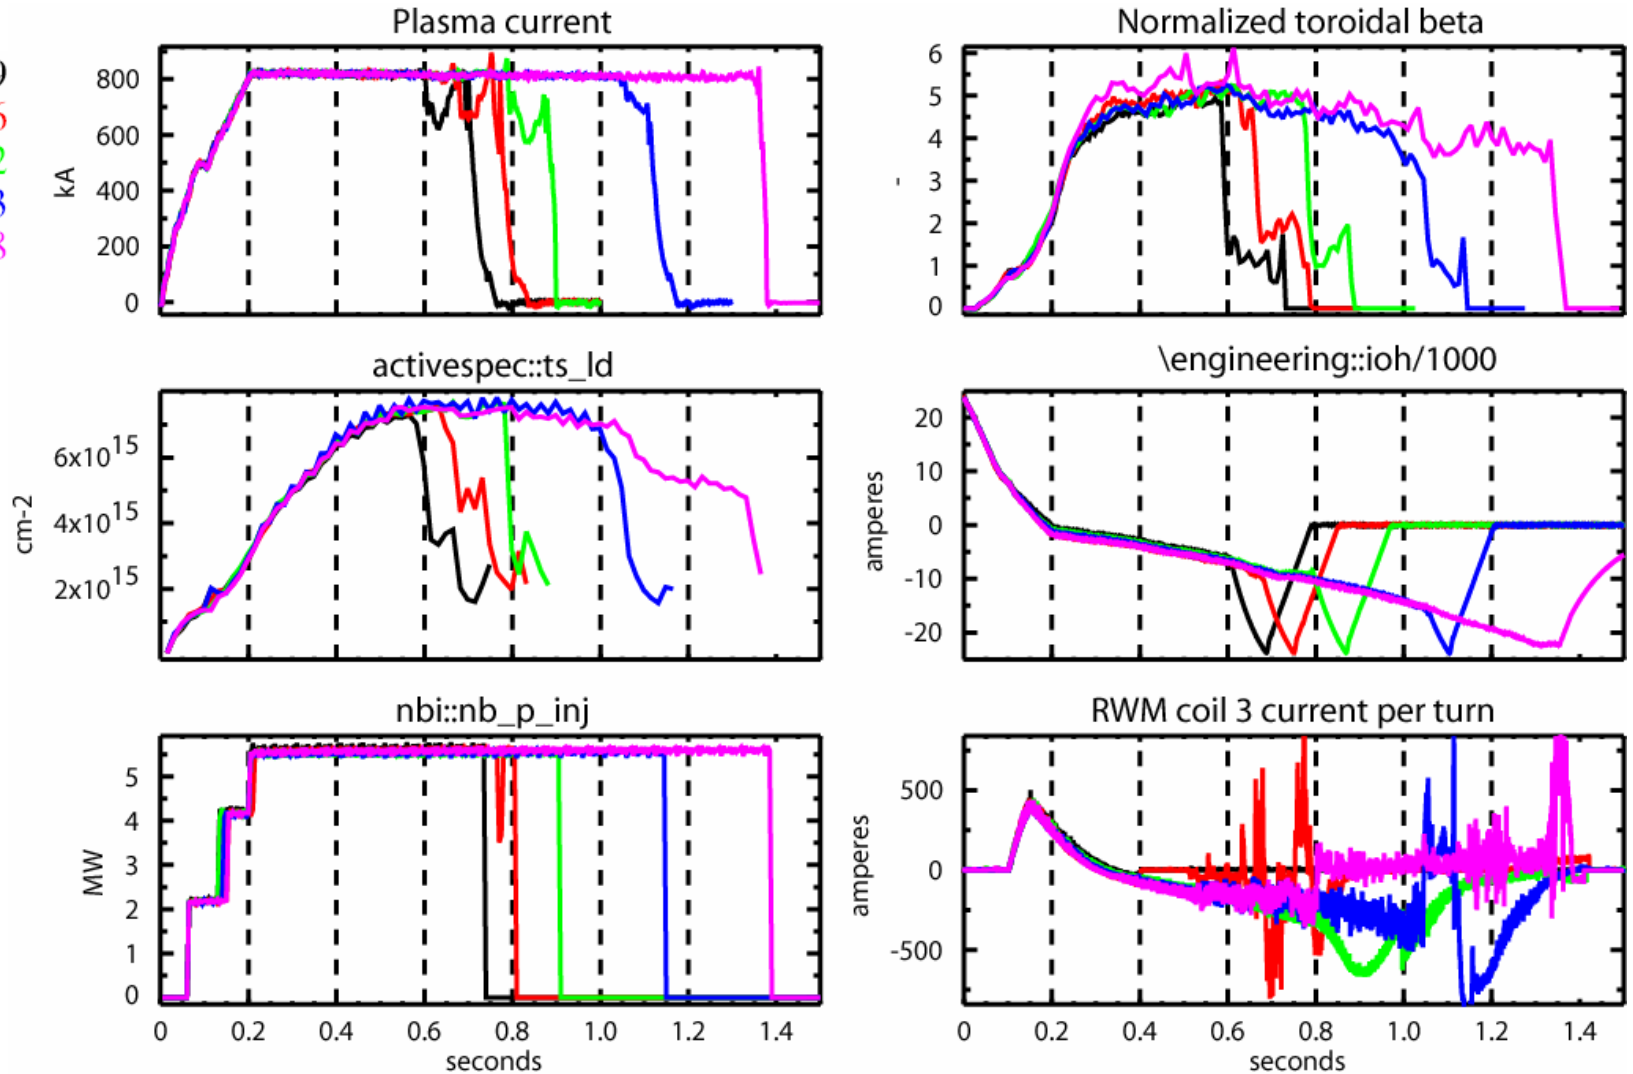 Plasma current
800
600
400
200
0
kA
Normalized toroidal beta
6
5
4
3
2
1
0
-
activespec::ts_ld
6x10^15
4x10^15
2x10^15
cm-2
\engineering::ioh/1000
20
10
0
-10
-20
amperes
nbi::nb_p_inj
5
4
3
2
1
0
MW
0 0.2 0.4 0.6 0.8 1.0 1.2 1.4
seconds
RWM coil 3 current per turn
500
0
-500
amperes
0 0.2 0.4 0.6 0.8 1.0 1.2 1.4
seconds